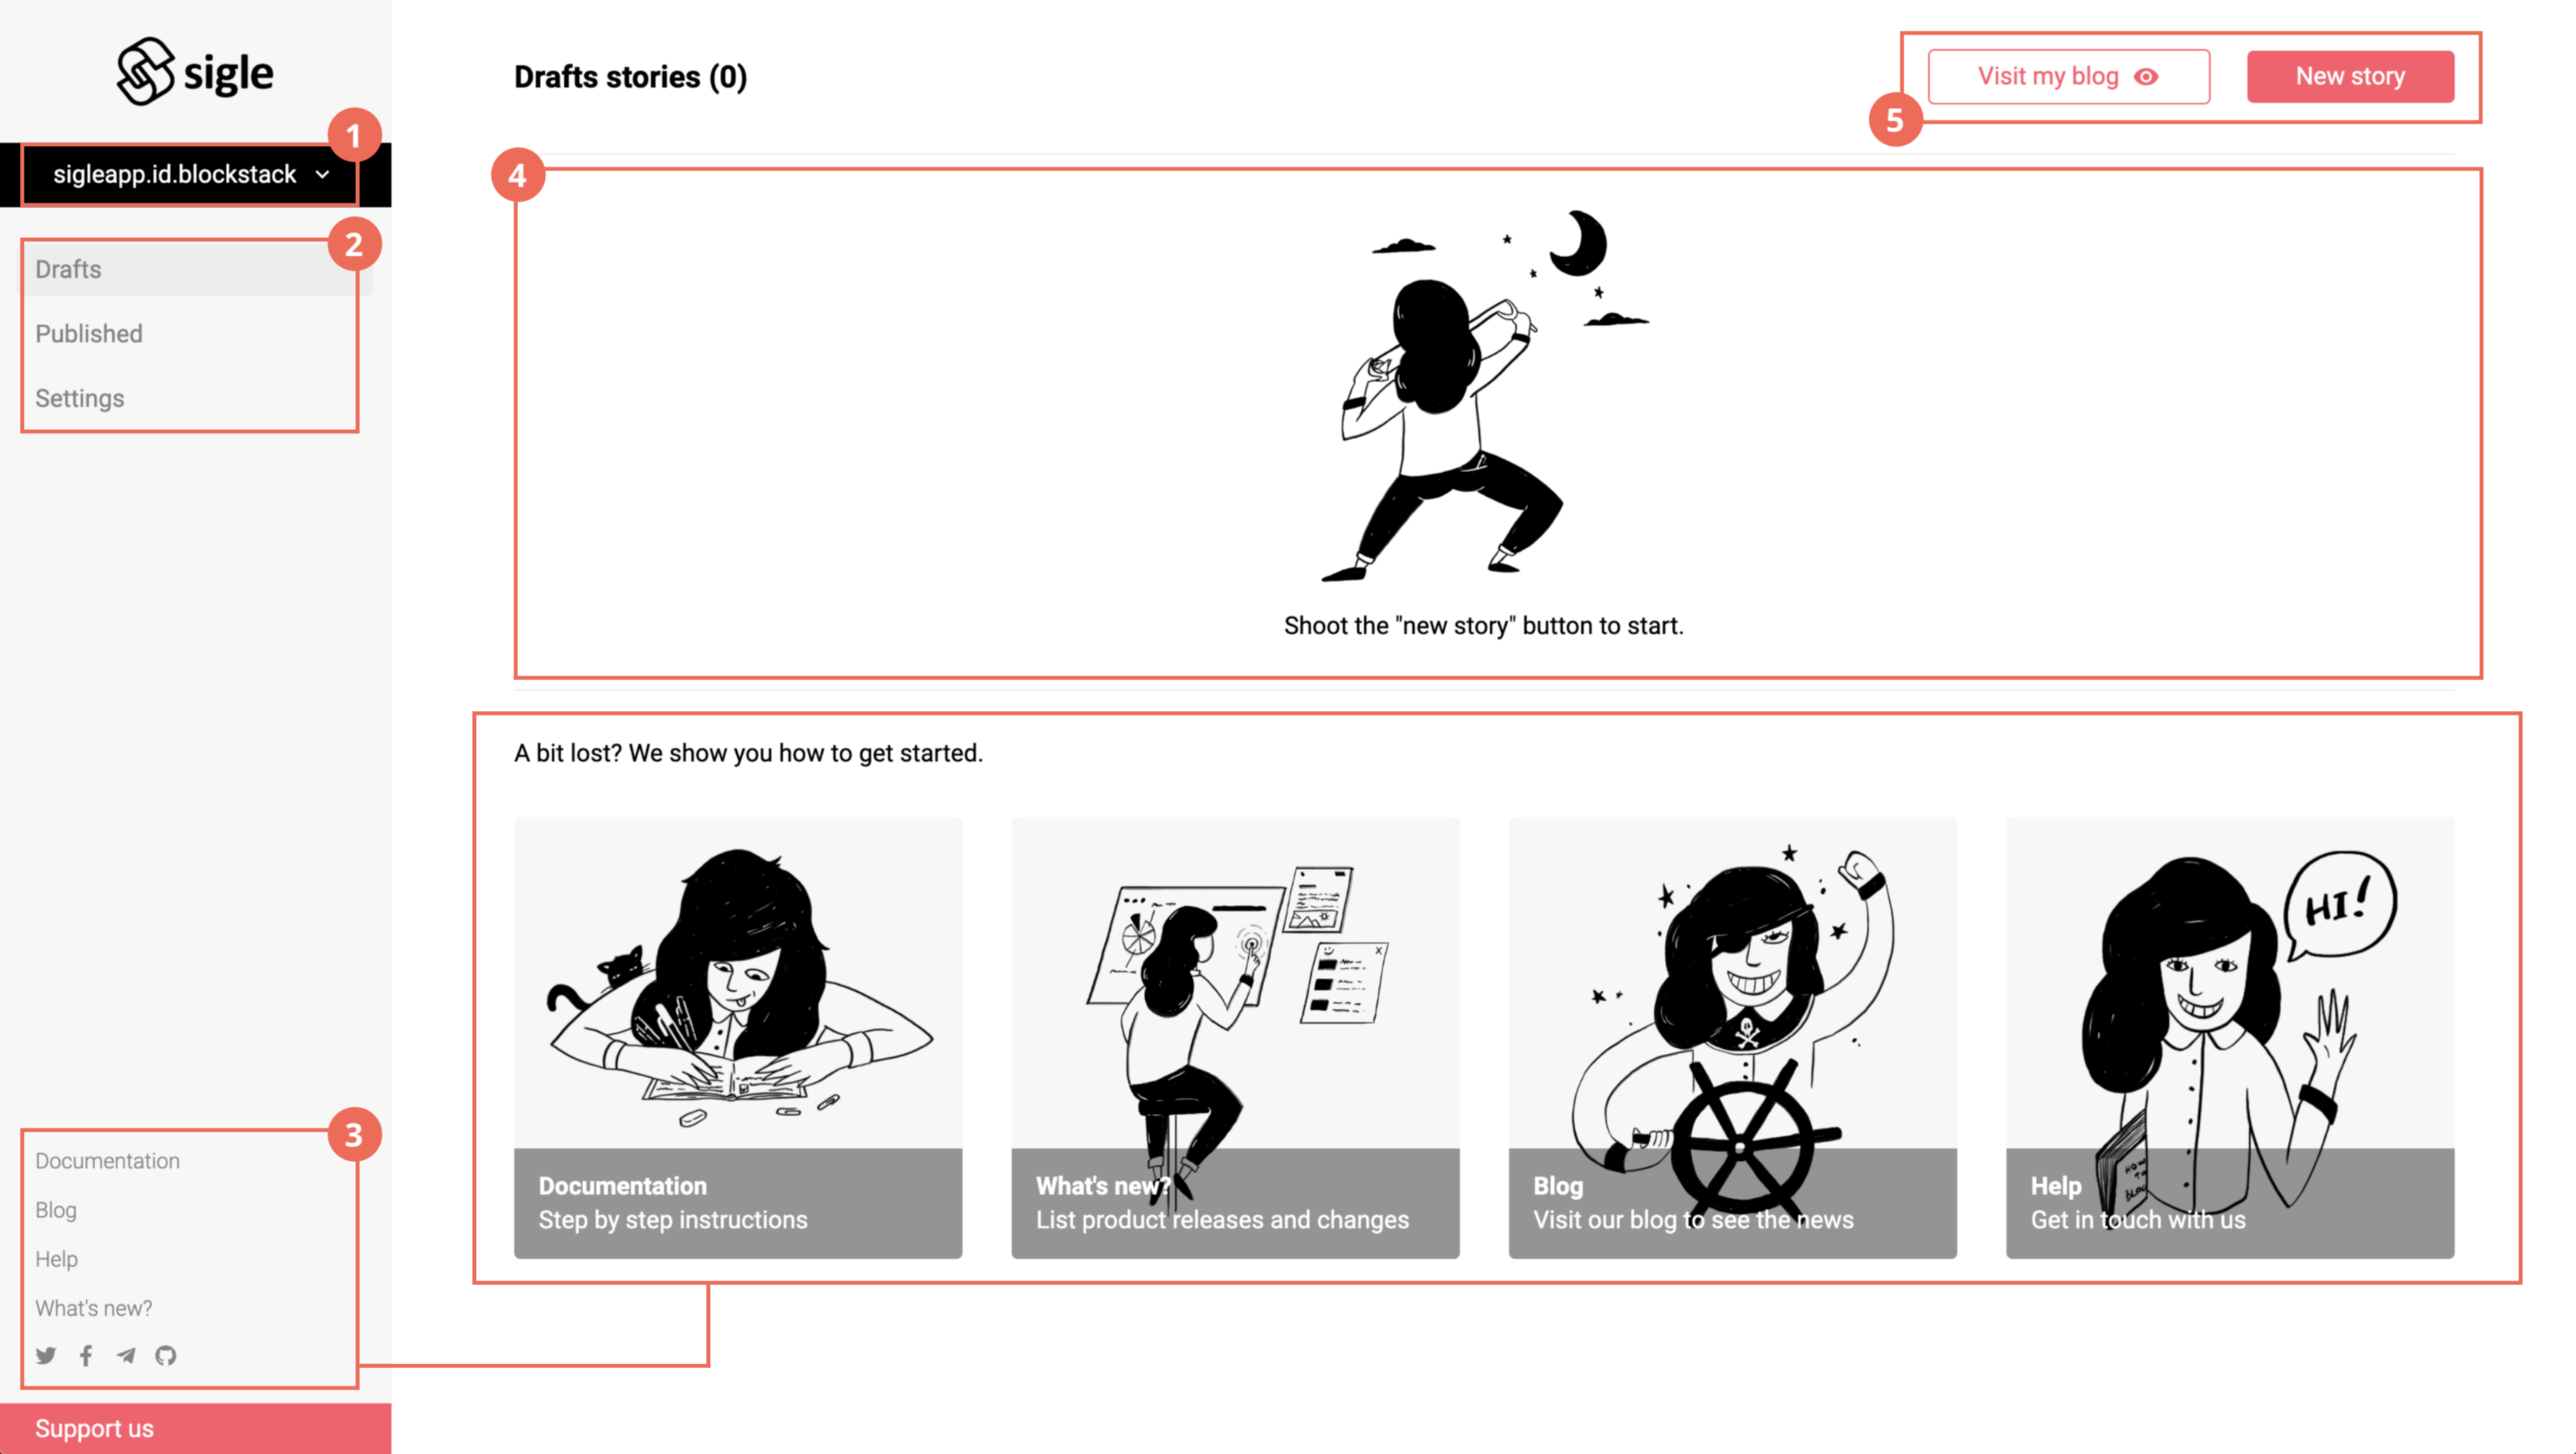 sigle
1
sigleapp.id.blockstack
2
Drafts
Published
Settings
3
Documentation
Blog
Help
What's new?
Support us
Drafts stories (0)
5
Visit my blog
New story
4
Shoot the "new story" button to start.
A bit lost? We show you how to get started.
Documentation
Step by step instructions
What's new?
List product releases and changes
Blog
Visit our blog to see the news
HI!
HOW
TO
Help
Get in touch with us